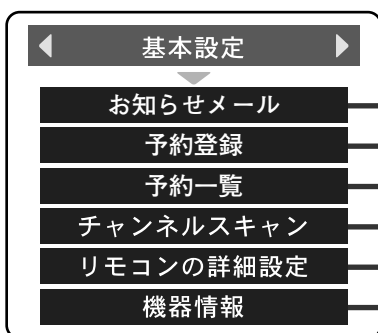 基本設定
お知らせメール
予約登録
予約一覧
チャンネルスキャン
リモコンの詳細設定
機器情報